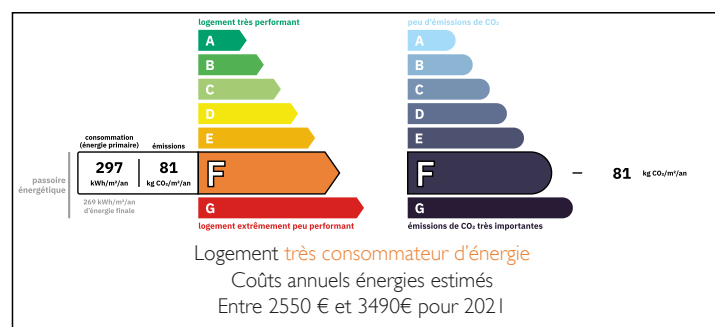 logement très performant
A
B
C
D
E
consommation
(énergie primaire)
émissions
passoire
énergétique
297
kWh/m²/an
81
kg CO₂/m²/an
F
269 kWh/m²/an
d'énergie finale
G
logement extrêmement peu performant
peu d'émissions de CO₂
A
B
C
D
E
F
81 kg CO₂/m²/an
G
émissions de CO₂ très importantes
Logement très consommateur d'énergie
Coûts annuels énergies estimés
Entre 2550 € et 3490€ pour 2021